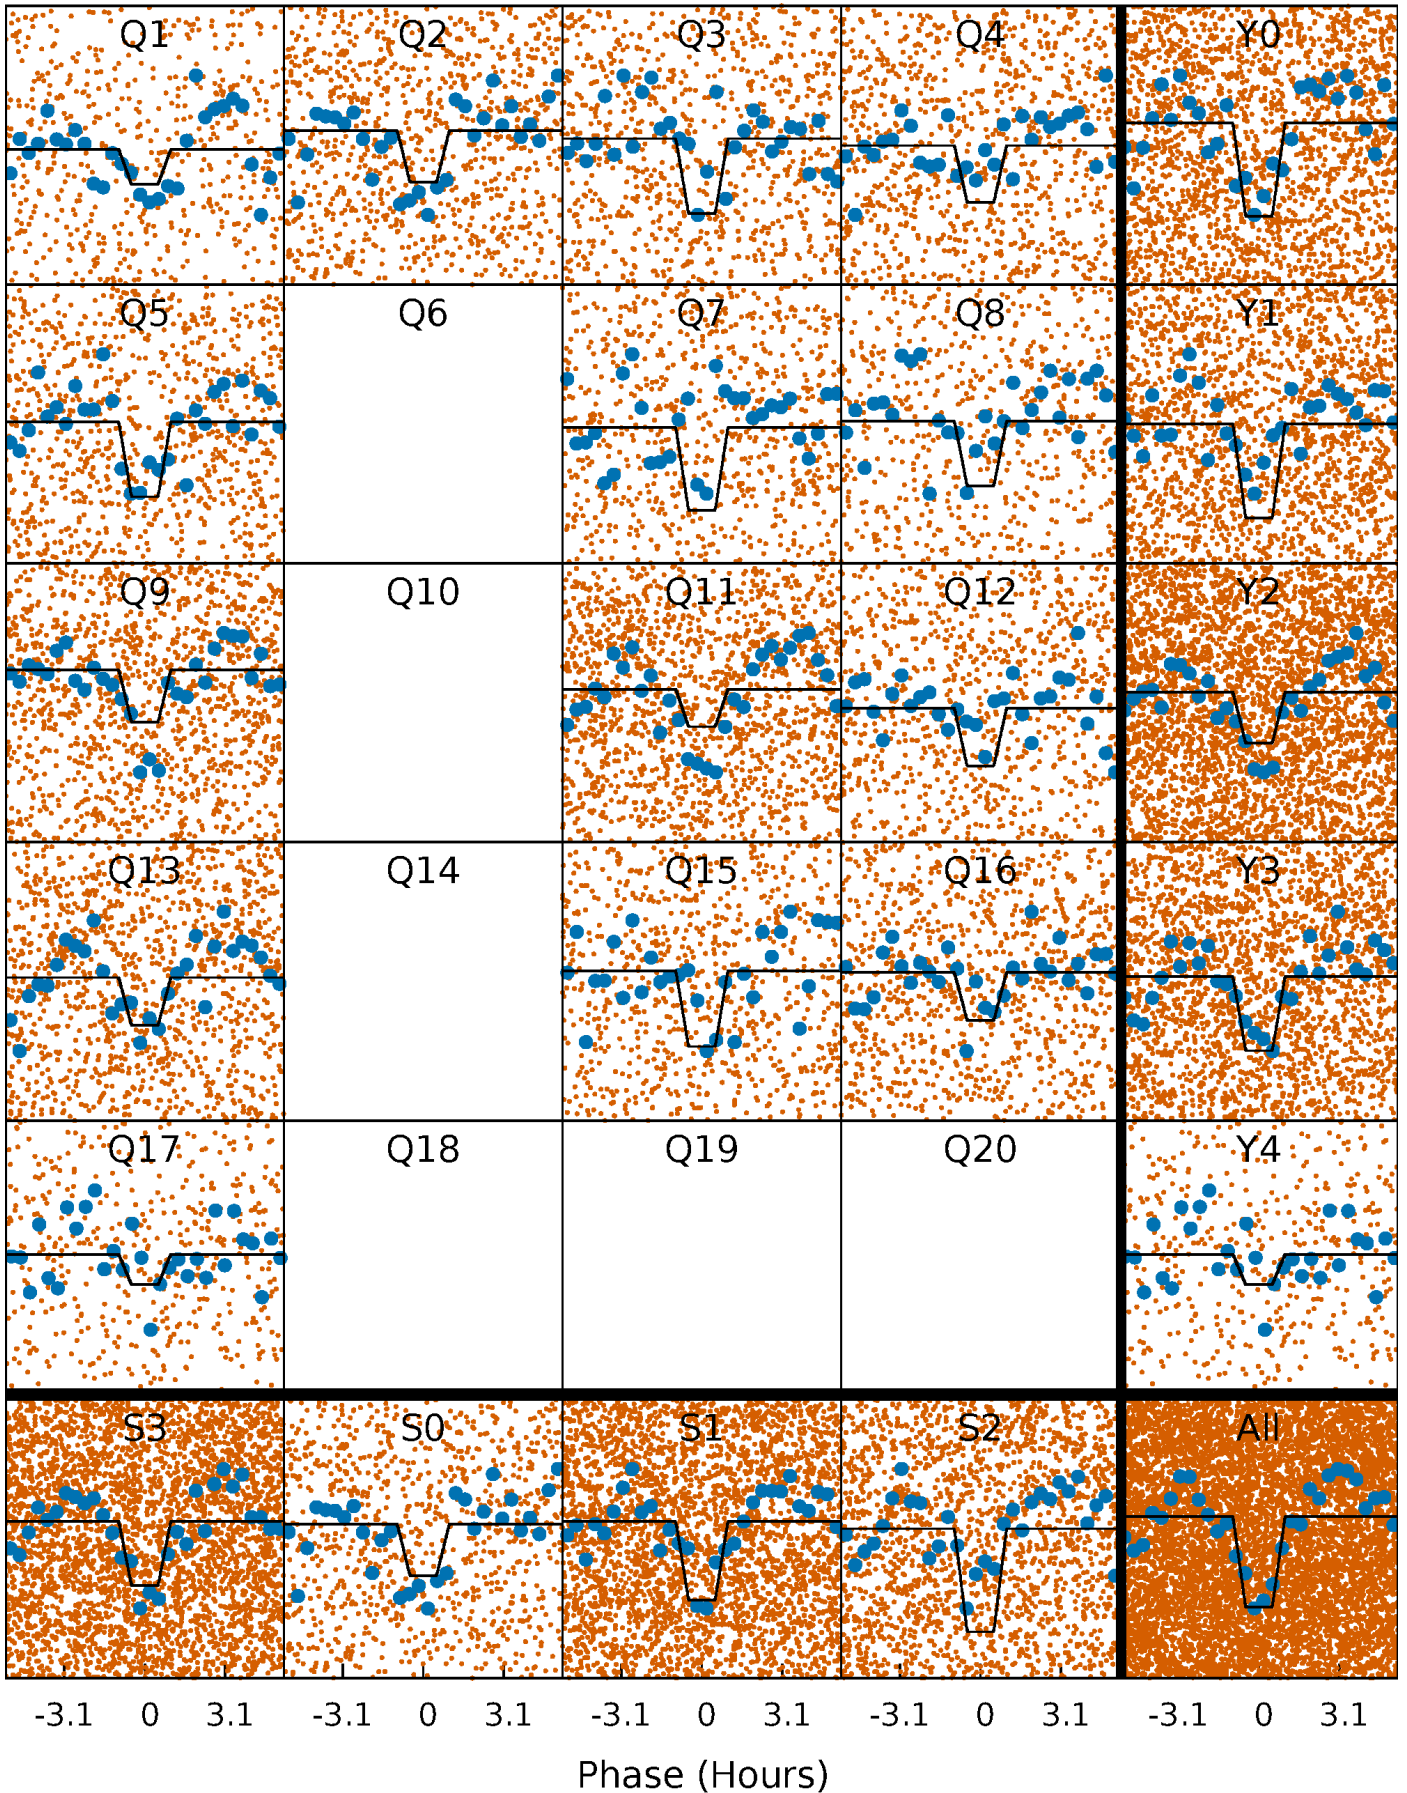 Q1 Q2 Q3 Q4 Y0
Q5 Q6 Q7 Q8 Y1
Q9 Q10 Q11 Q12 Y2
Q13 Q14 Q15 Q16 Y3
Q17 Q18 Q19 Q20 Y4
S3 S0 S1 S2 All
-3.1 0 3.1 -3.1 0 3.1 -3.1 0 3.1 -3.1 0 3.1 -3.1 0 3.1
Phase (Hours)